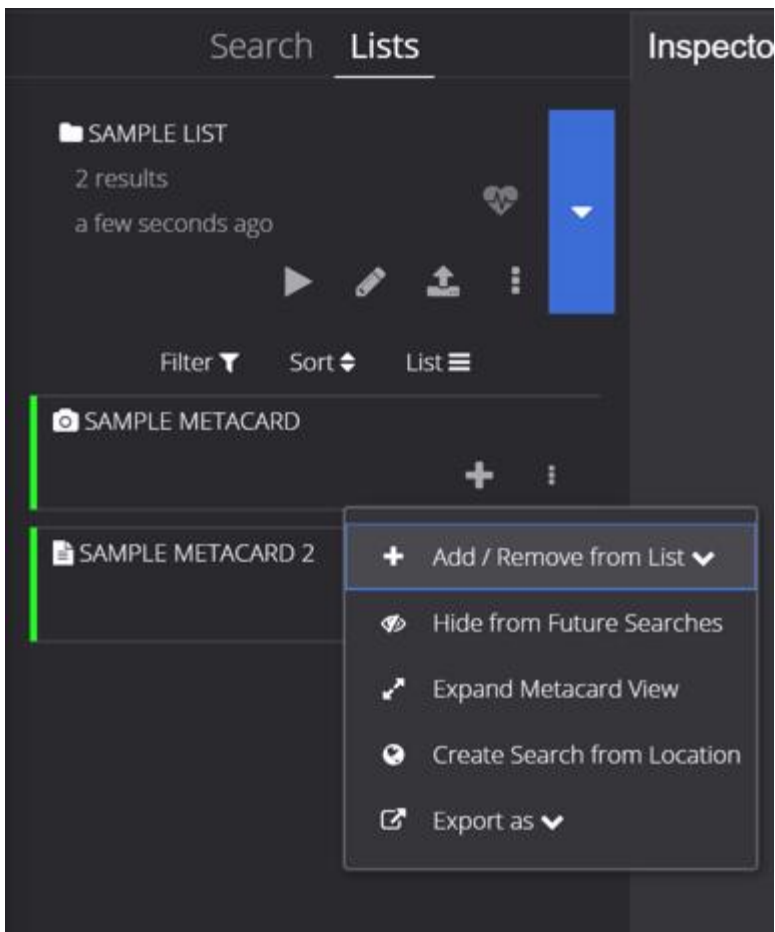 Search Lists Inspecto
SAMPLE LIST
2 results
a few seconds ago
Filter Sort List
SAMPLE METACARD
SAMPLE METACARD 2
Add / Remove from List
Hide from Future Searches
Expand Metacard View
Create Search from Location
Export as